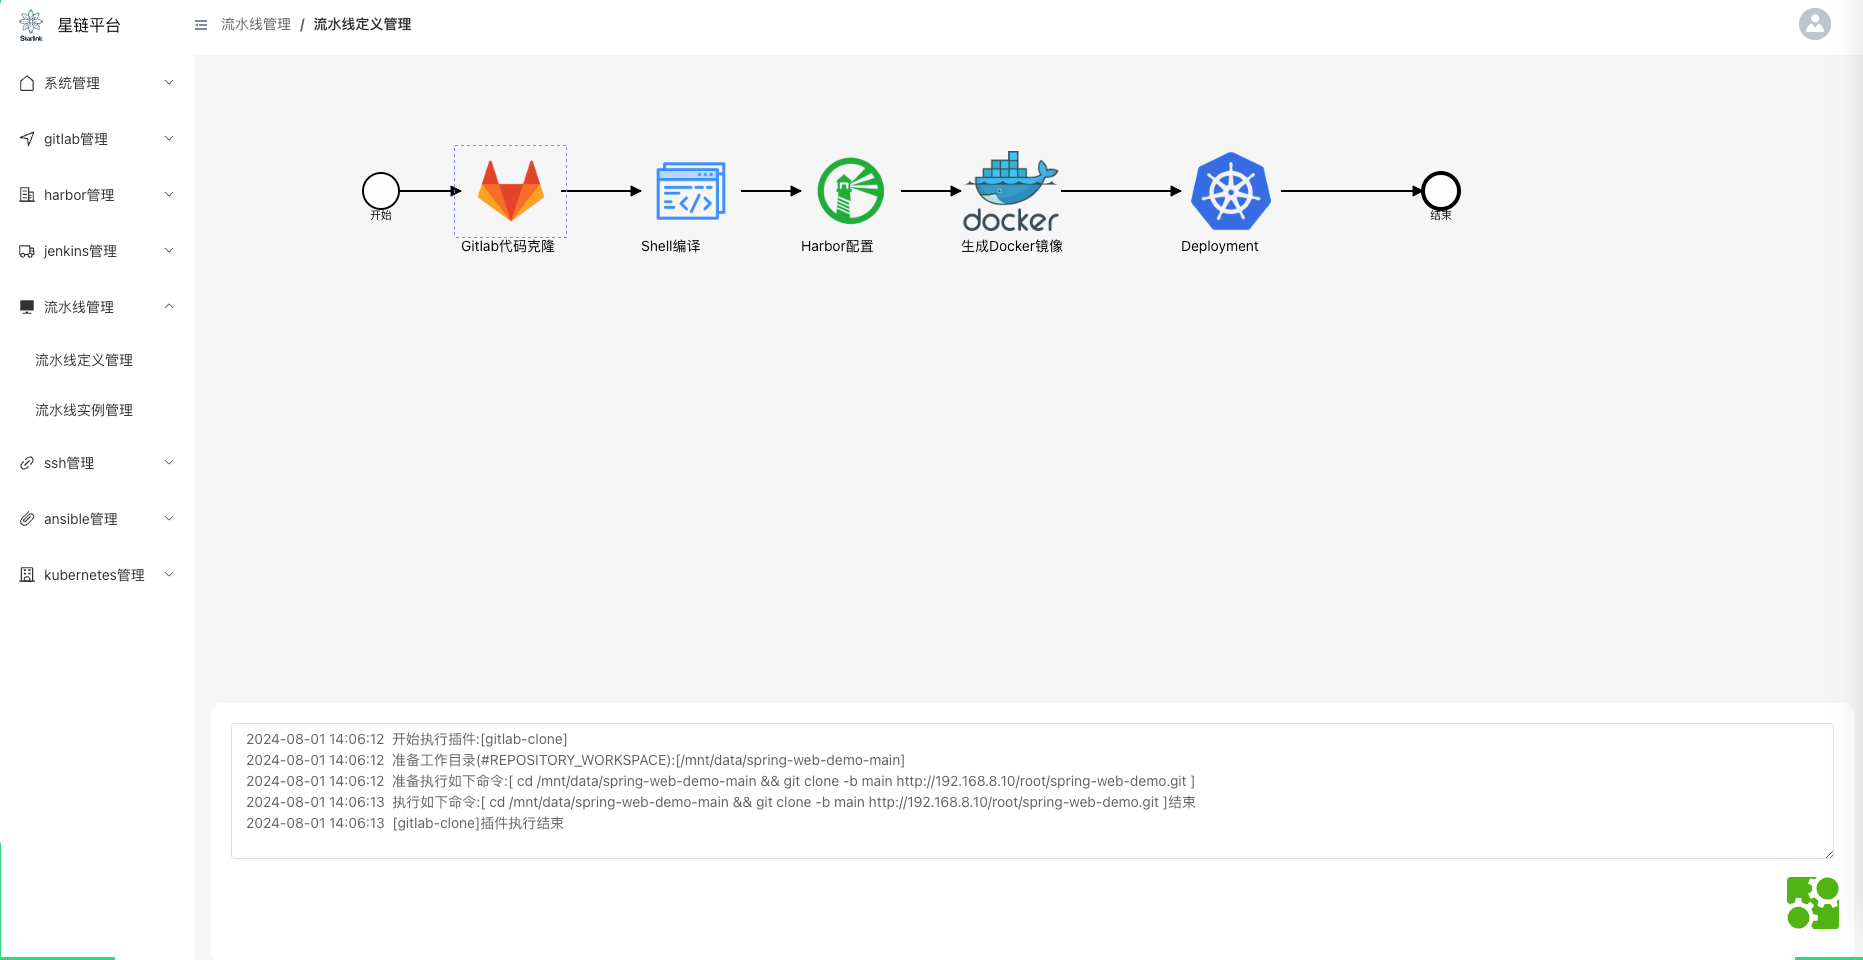 Starlink
星链平台
流水线管理 / 流水线定义管理
系统管理
gitlab管理
harbor管理
jenkins管理
流水线管理
流水线定义管理
流水线实例管理
ssh管理
ansible管理
kubernetes管理
开始
Gitlab代码克隆
Shell编译
Harbor配置
docker
生成Docker镜像
Deployment
结束
2024-08-01 14:06:12 开始执行插件:[gitlab-clone]
2024-08-01 14:06:12 准备工作目录(#REPOSITORY_WORKSPACE):[/mnt/data/spring-web-demo-main]
2024-08-01 14:06:12 准备执行如下命令:[ cd /mnt/data/spring-web-demo-main && git clone -b main http://192.168.8.10/root/spring-web-demo.git ]
2024-08-01 14:06:13 执行如下命令:[ cd /mnt/data/spring-web-demo-main && git clone -b main http://192.168.8.10/root/spring-web-demo.git ]结束
2024-08-01 14:06:13 [gitlab-clone]插件执行结束